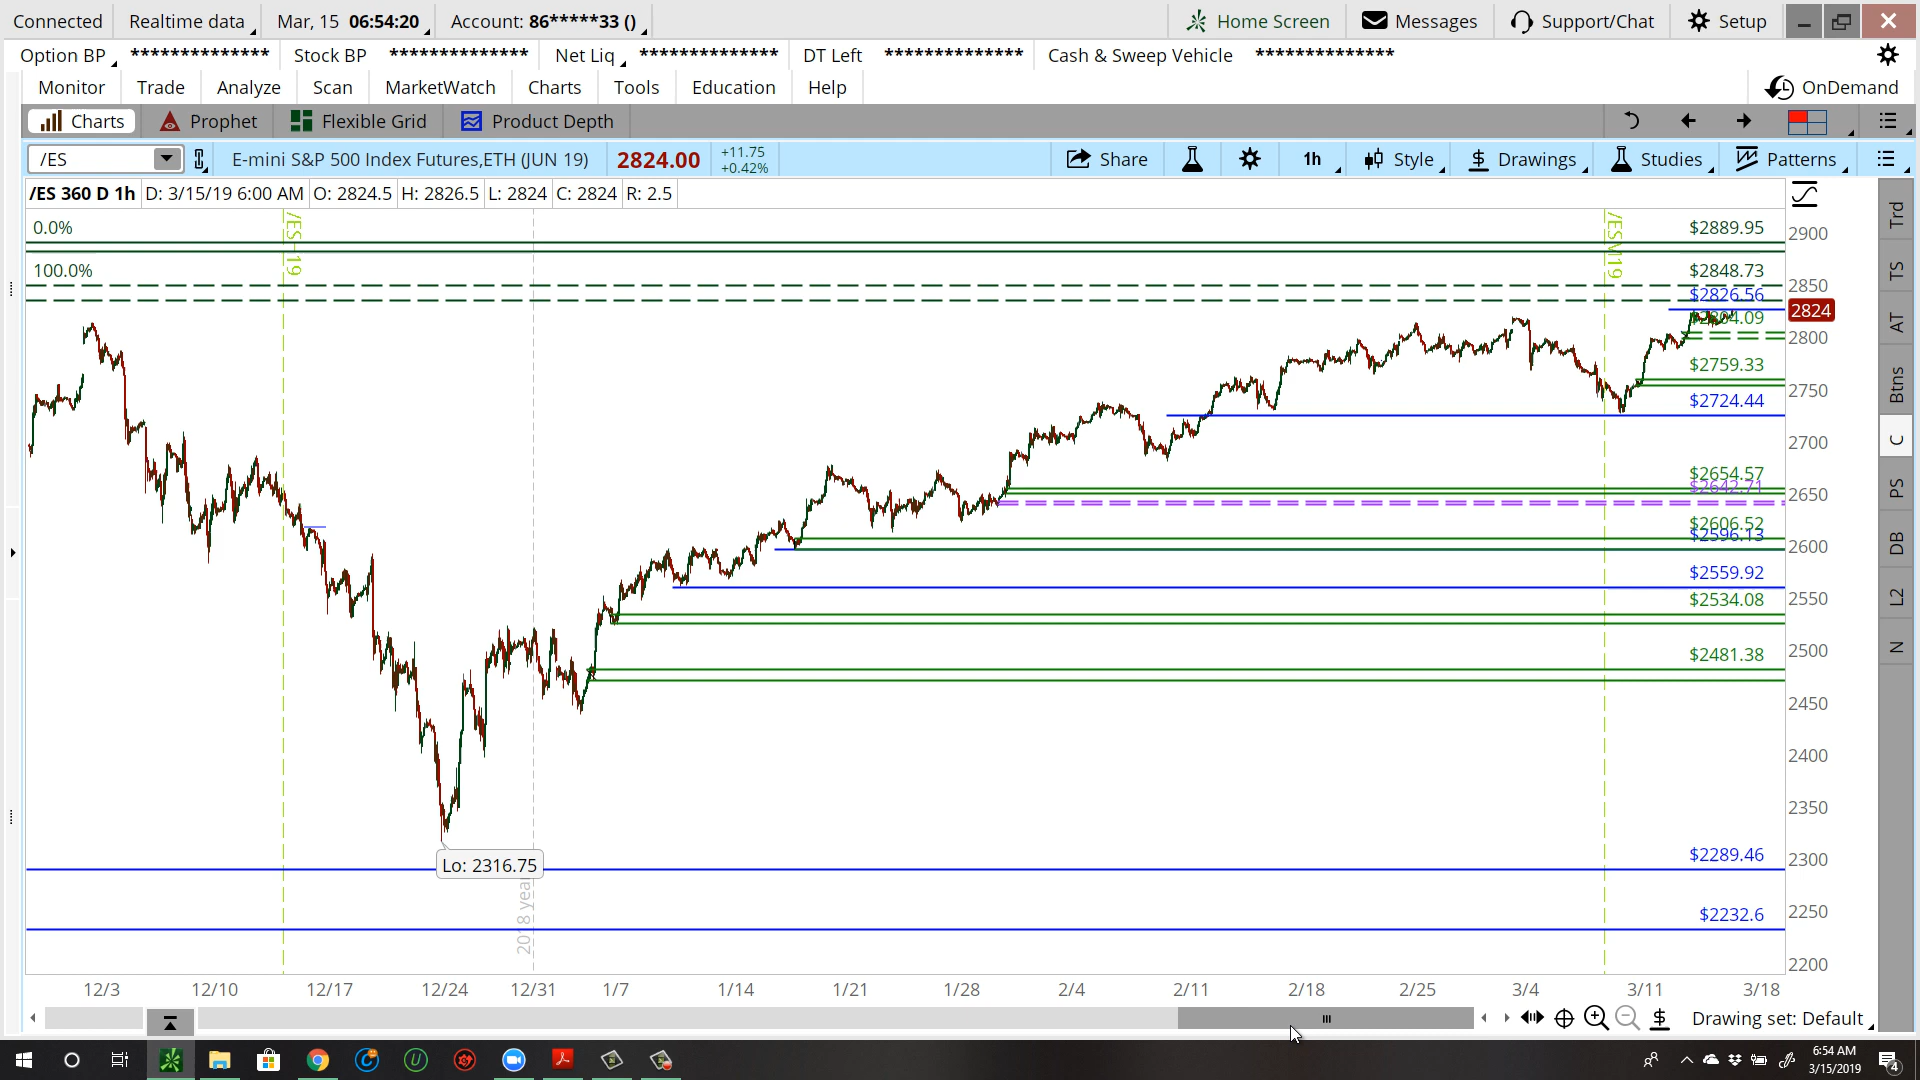 Connected Realtime data Mar, 15 06:54:20 Account: 86*****33 () Home Screen Messages Support/Chat Setup
Option BP ************** Stock BP ************** Net Liq ************** DT Left ************** Cash & Sweep Vehicle **************
Monitor Trade Analyze Scan MarketWatch Charts Tools Education Help OnDemand
Charts Prophet Flexible Grid Product Depth
/ES E-mini S&P 500 Index Futures,ETH (JUN 19) 2824.00 +11.75 Share 1h Style $ Drawings Studies Patterns
+0.42%
/ES 360 D 1h D: 3/15/19 6:00 AM O: 2824.5 H: 2826.5 L: 2824 C: 2824 R: 2.5
0.0% $2889.95 2900
100.0% $2848.73
2850
$2826.56
2824
2800
$2759.33
2750
$2724.44
2700
$2654.57
$2642.71
2650
$2606.52
$2596.13
2600
$2559.92
$2534.08
2550
$2481.38
2500
2450
2400
2350
Lo: 2316.75
$2289.46
2300
$2232.6
2250
2200
12/3 12/10 12/17 12/24 12/31 1/7 1/14 1/21 1/28 2/4 2/11 2/18 2/25 3/4 3/11 3/18
$ Drawing set: Default
Trd
TS
AT
Btns
C
PS
DB
L2
N
6:54 AM
3/15/2019
4